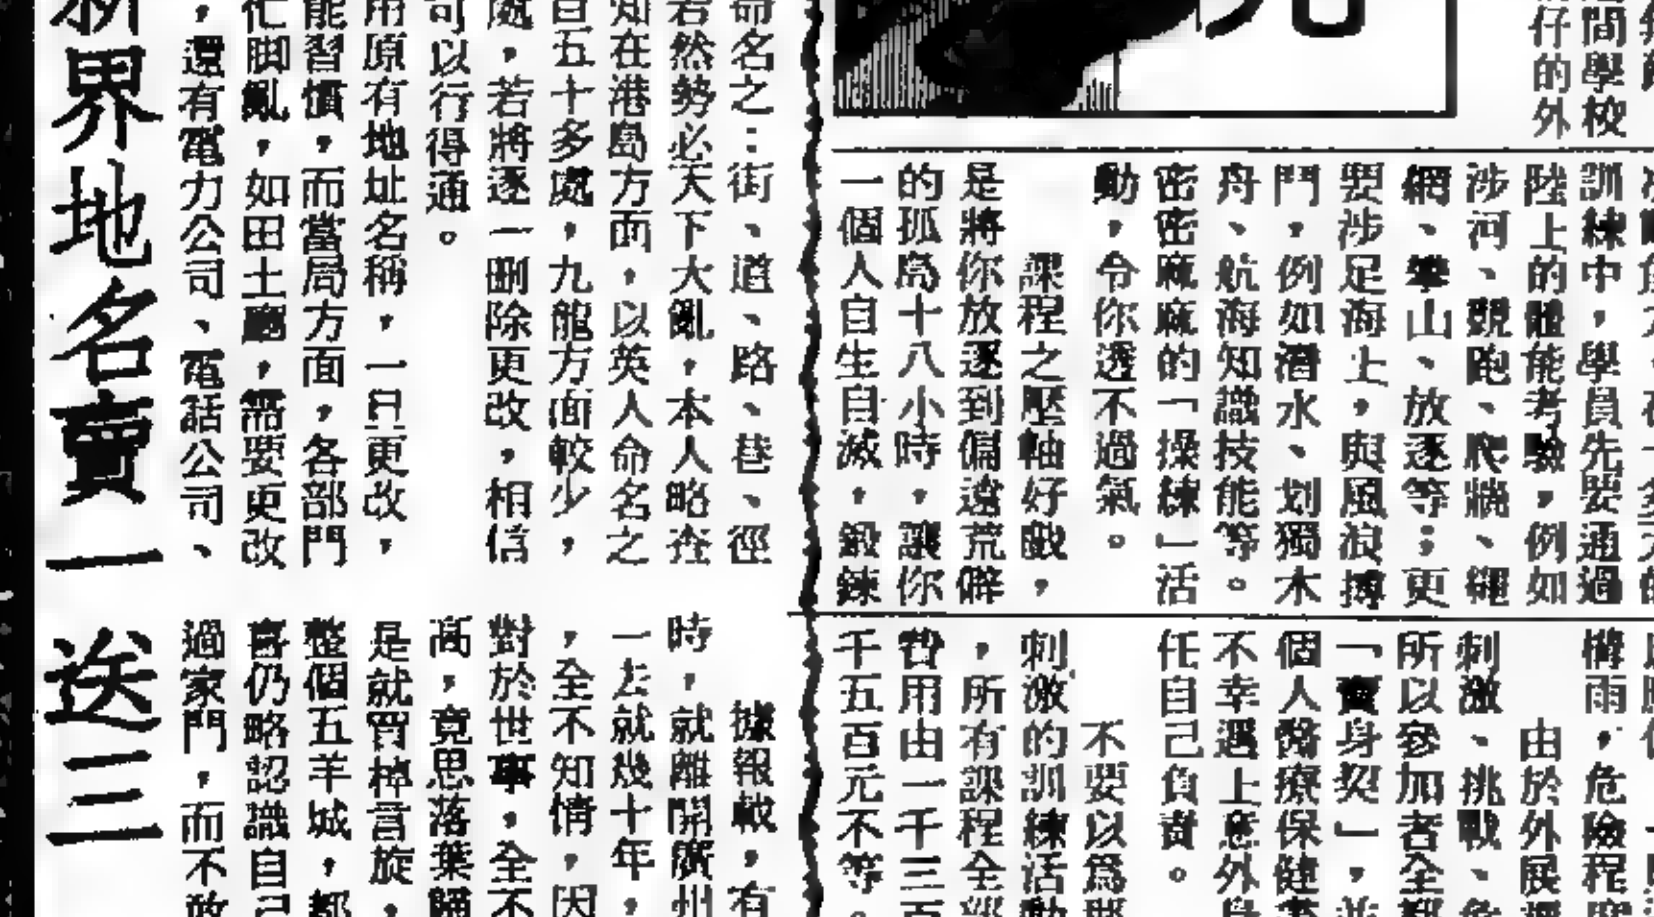 間學校
仔的外
訓練中，學員先要通過
陸上的體能考驗，例如
涉河、競跑、爬牆、繩
網、攀山、放逐等；更
要涉足海上，與風浪搏
鬥，例如潛水、划獨木
舟、航海知識技能等。
密密麻麻的「操練」活
動，令你透不過氣。
課程之壓軸好戲，
是將你放逐到偏遠荒僻
的孤島十八小時，讓你
一個人自生自滅，鍛鍊
雨，危險程
由於外展
刺激、挑戰、
所以參加者全部
「賣身契」，並
個人醫療保健
不幸遇上意外
任自己負責。
不要以爲
刺激的訓練活動
，所有課程全部
費用由一千三百
千五百元不等。
新界地名賣一送三
命名之：街、道、路、巷、徑
若然勢必天下大亂，本人略查
知在港島方面，以英人命名之
百五十多處，九龍方面較少，
處，若將逐一刪除更改，相信
可以行得通。
用原有地址名稱，一旦更改，
能習慣，而當局方面，各部門
忙脚亂，如田土廳，需要更改
，還有電力公司、電話公司、
據報載，有
時，就離開廣州
一去就幾十年，
，全不知情，因
對於世事，全不
高，竟思落葉歸
是就買棹言旋，
整個五羊城，都
喜仍略認識自己
過家門，而不敢